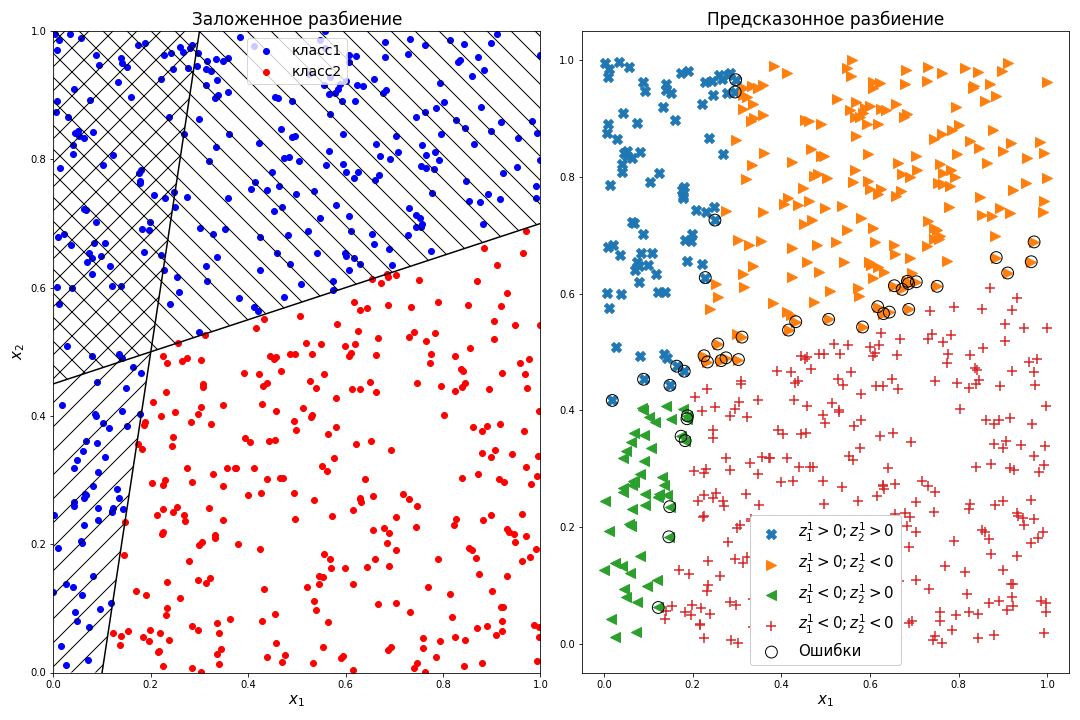 Заложенное разбиение
1.0
0.8
0.6
0.4
0.2
0.0
x₂
класс1
класс2
0.0 0.2 0.4 0.6 0.8 1.0
x₁
Предсказонное разбиение
1.0
0.8
0.6
0.4
0.2
0.0
z₁¹ > 0; z₂¹ > 0
z₁¹ > 0; z₂¹ < 0
z₁¹ < 0; z₂¹ > 0
z₁¹ < 0; z₂¹ < 0
Ошибки
0.0 0.2 0.4 0.6 0.8 1.0
x₁